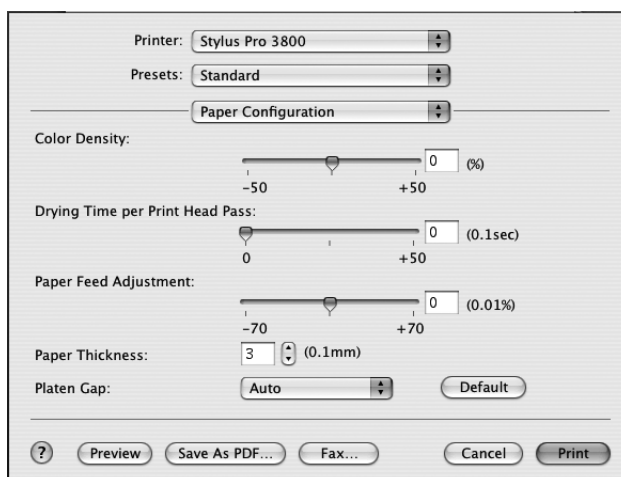 Printer: Stylus Pro 3800
Presets: Standard
Paper Configuration
Color Density:
0 (%)
-50 +50
Drying Time per Print Head Pass:
0 (0.1sec)
0 +50
Paper Feed Adjustment:
0 (0.01%)
-70 +70
Paper Thickness: 3 (0.1mm)
Platen Gap: Auto Default
? Preview Save As PDF... Fax... Cancel Print